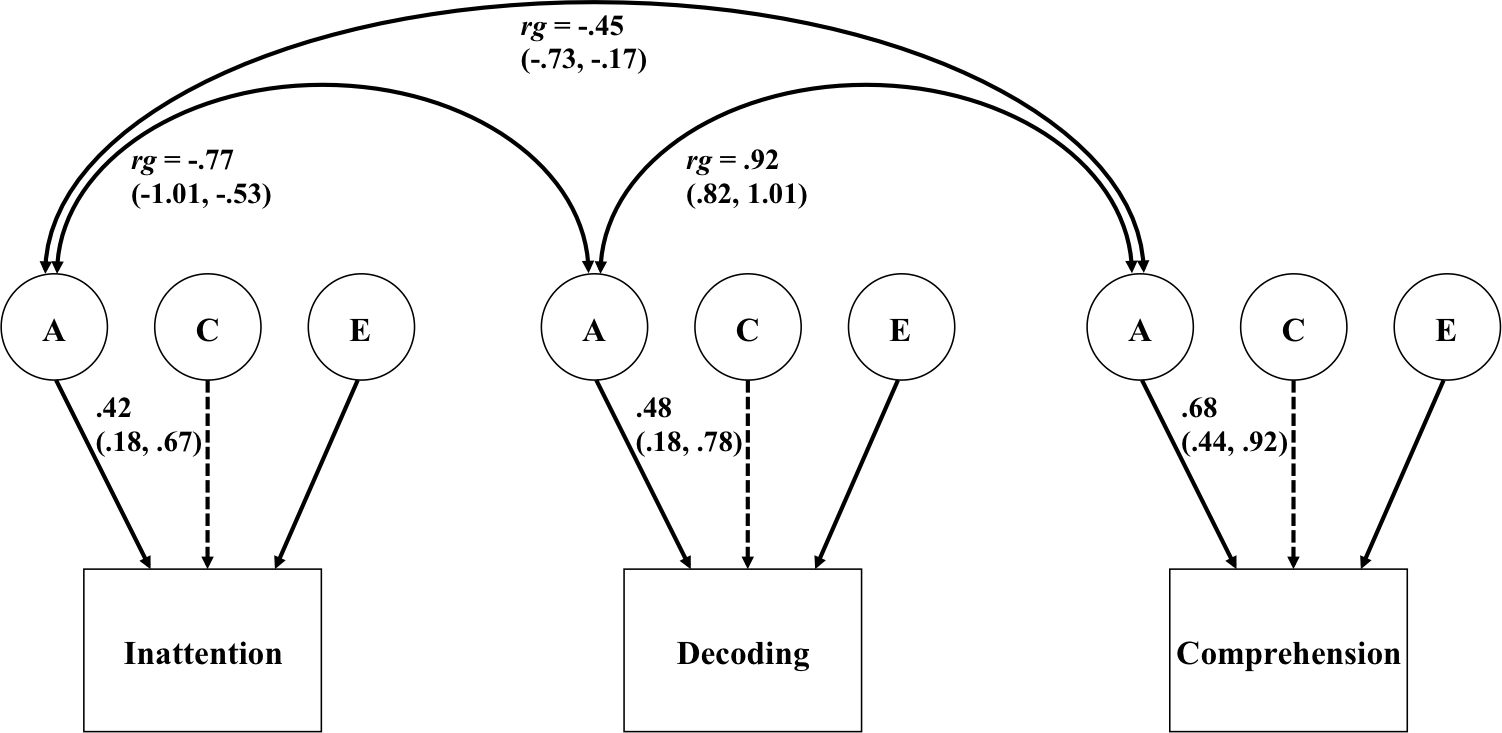 rg = -.45
(-.73, -.17)
rg = -.77
(-1.01, -.53)
rg = .92
(.82, 1.01)
A C E A C E A C E
.42
(.18, .67)
.48
(.18, .78)
.68
(.44, .92)
Inattention
Decoding
Comprehension